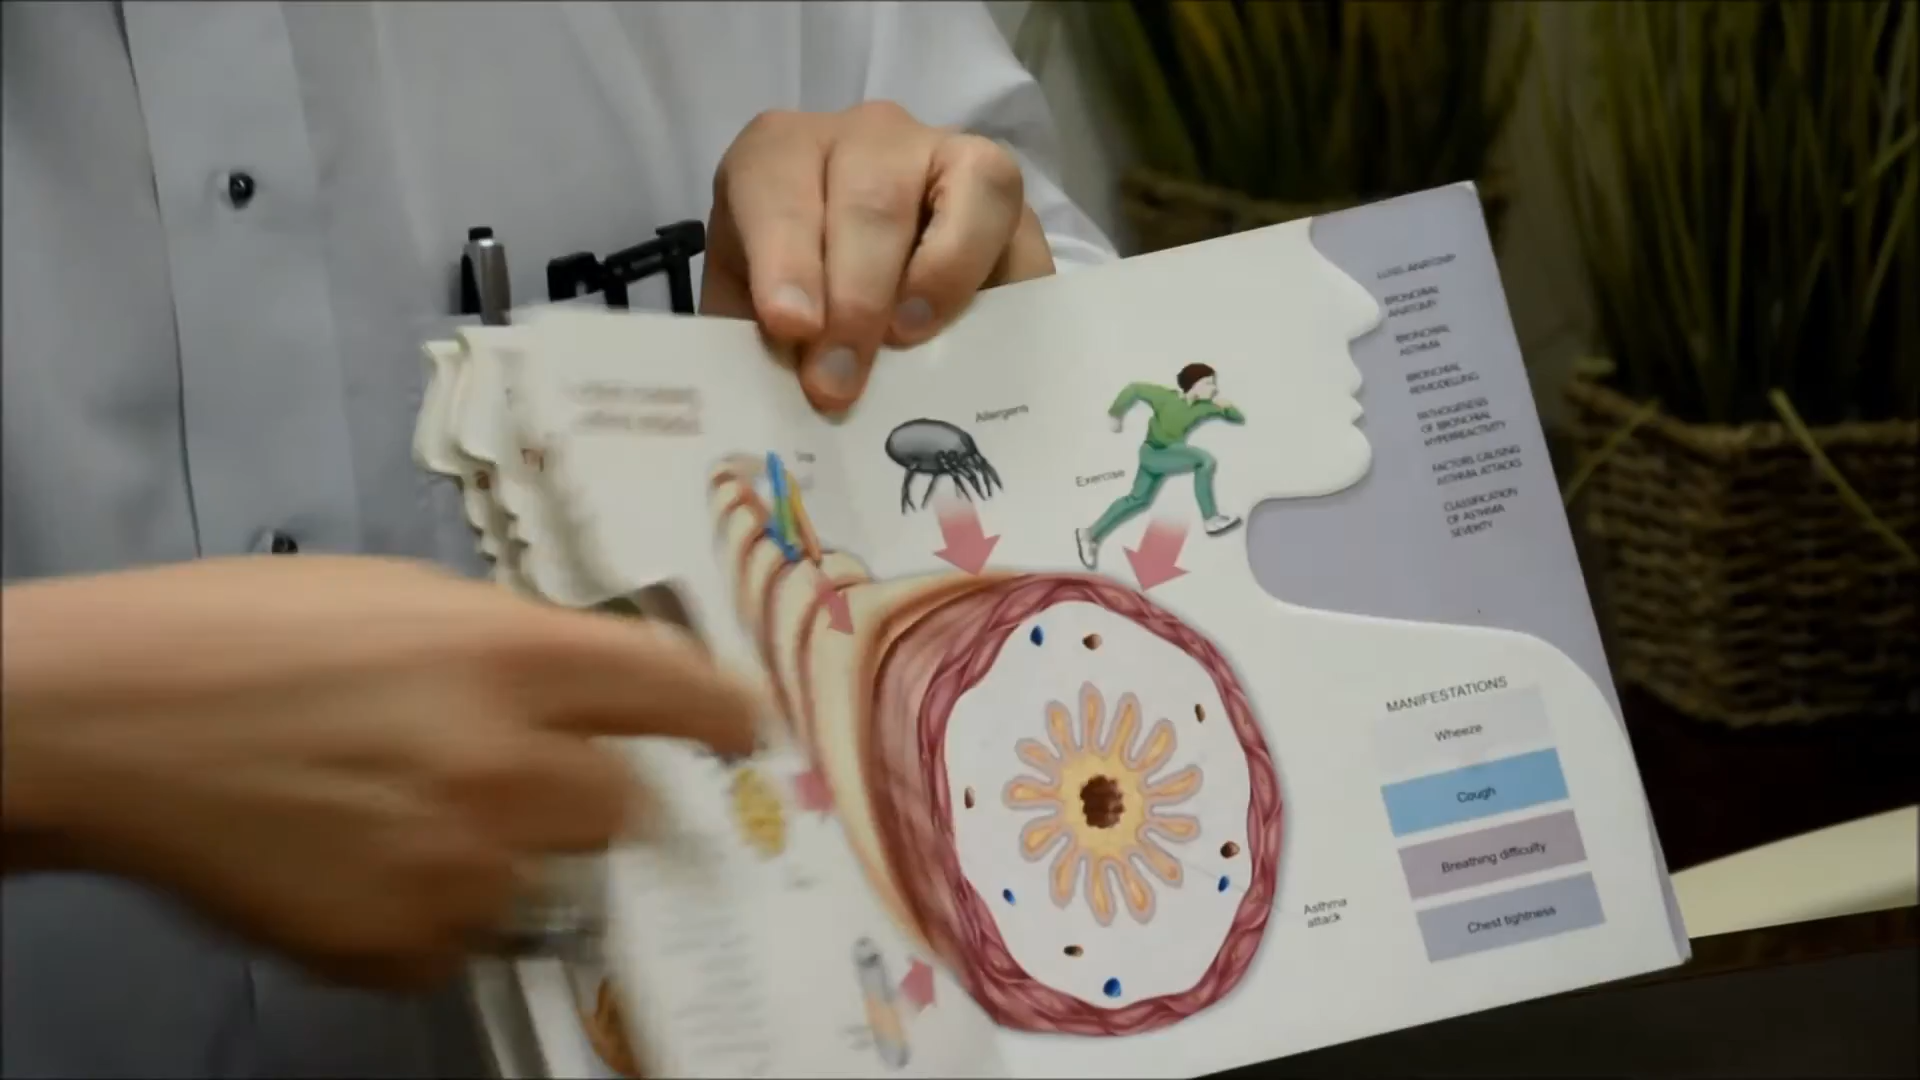 Allergens
Exercise
LUNG ANATOMY
BRONCHIAL
ANATOMY
BRONCHIAL
ASTHMA
BRONCHIAL
REMODELLING
PATHOGENESIS
OF BRONCHIAL
HYPERREACTIVITY
FACTORS CAUSING
ASTHMA ATTACKS
CLASSIFICATION
OF ASTHMA
SEVERITY
MANIFESTATIONS
Wheeze
Cough
Breathing difficulty
Chest tightness
Asthma
attack